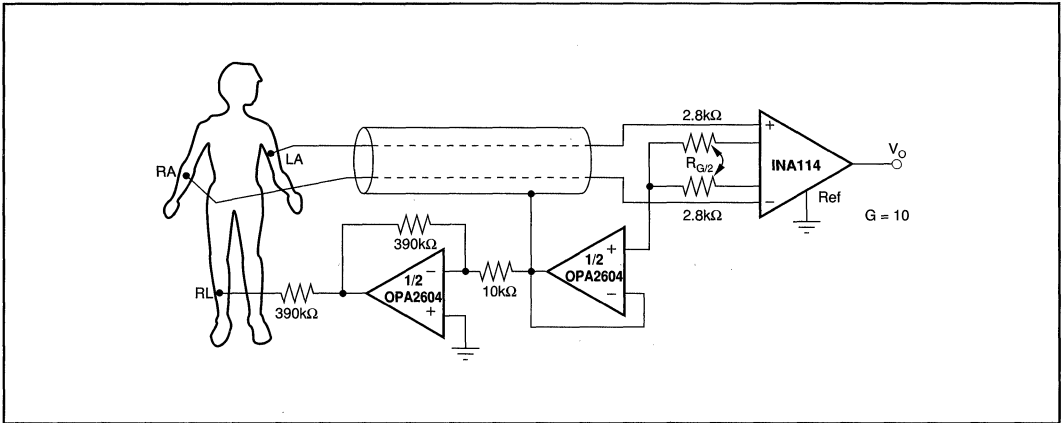 2.8kΩ
+
LA
RA
R_G/2
INA114
V_O
Ref
−
2.8kΩ
G = 10
390kΩ
+
1/2
OPA2604
−
−
1/2
OPA2604
+
10kΩ
RL
390kΩ